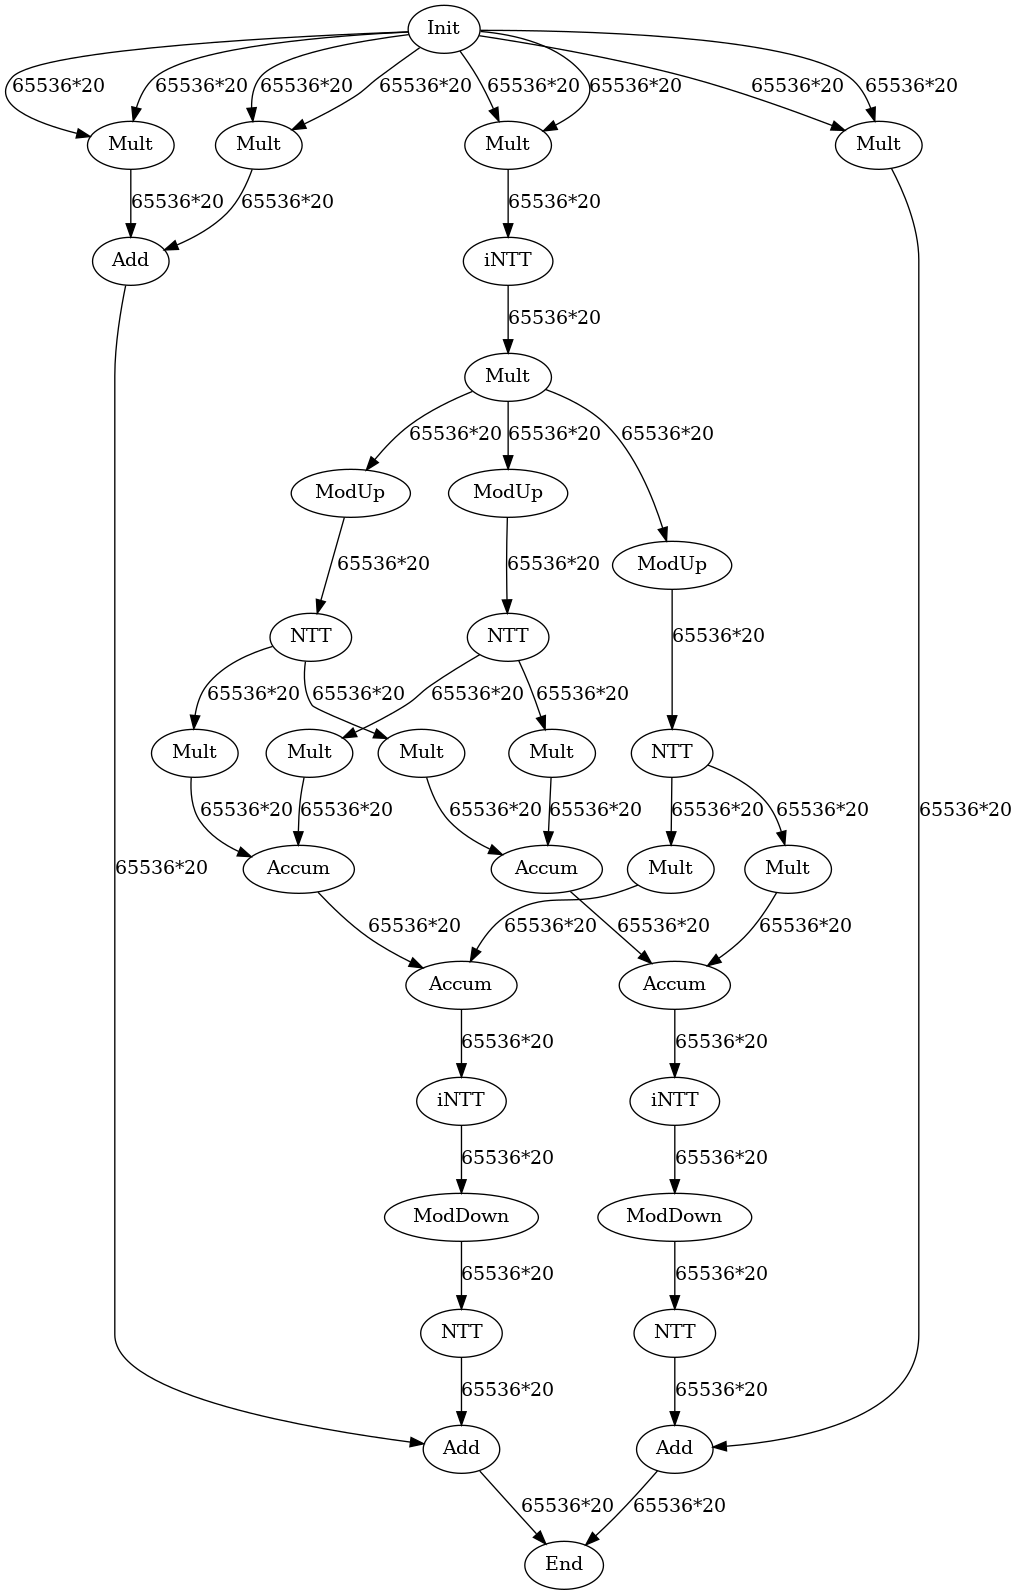 Init
65536*20 65536*20 65536*20 65536*20 65536*20 65536*20 65536*20 65536*20
Mult Mult Mult Mult
65536*20 65536*20 65536*20
Add iNTT
65536*20
Mult
65536*20 65536*20 65536*20
ModUp ModUp
65536*20 65536*20 ModUp
NTT NTT 65536*20
65536*20 65536*20 65536*20 65536*20
Mult Mult Mult Mult NTT
65536*20 65536*20 65536*20 65536*20 65536*20 65536*20 65536*20
65536*20 Accum Accum Mult Mult
65536*20 65536*20 65536*20 65536*20
Accum Accum
65536*20 65536*20
iNTT iNTT
65536*20 65536*20
ModDown ModDown
65536*20 65536*20
NTT NTT
65536*20 65536*20
Add Add
65536*20 65536*20
End